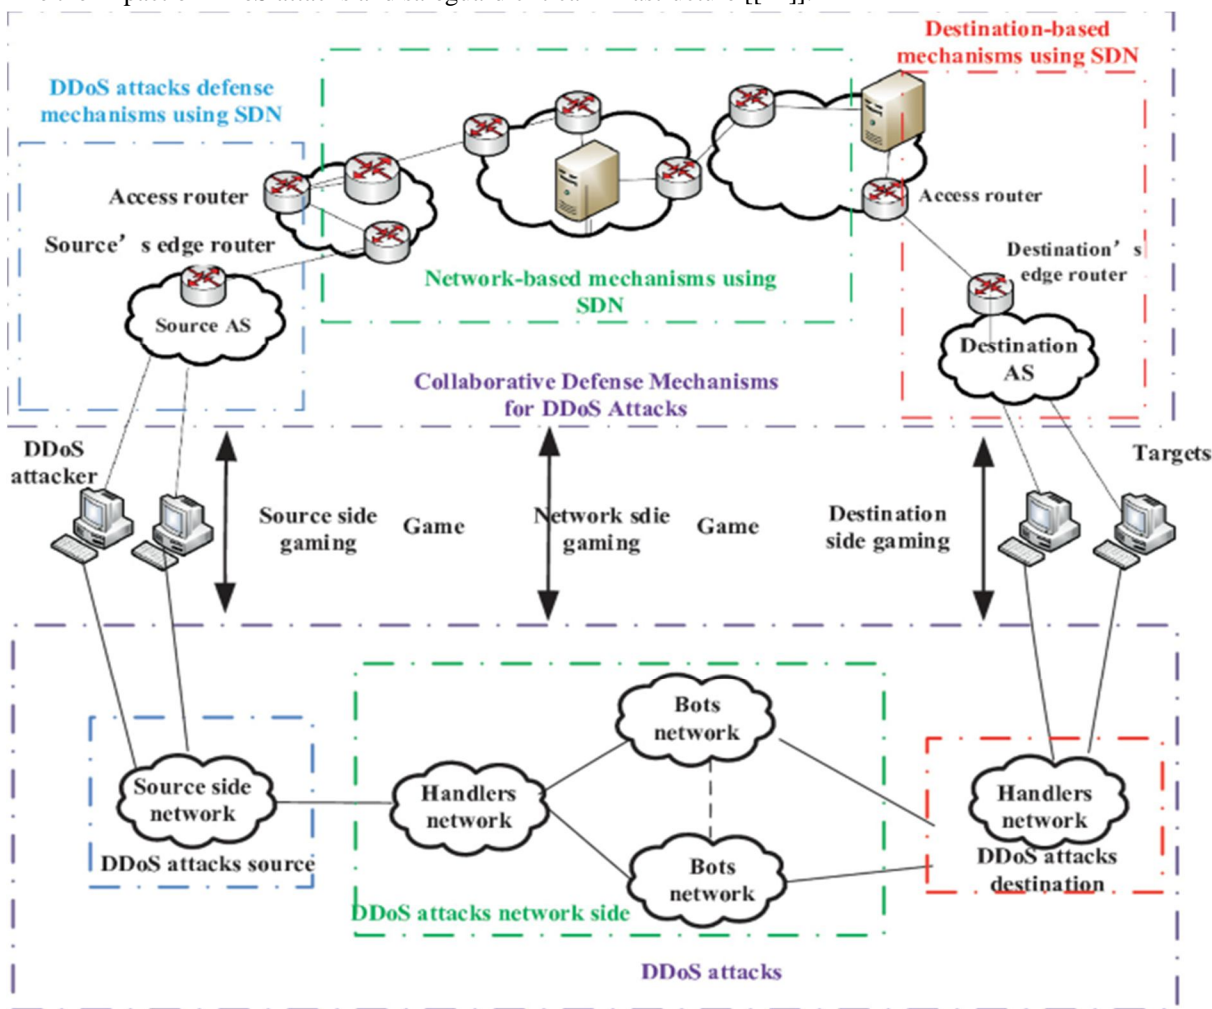 Destination-based
mechanisms using SDN
DDoS attacks defense
mechanisms using SDN
Access router
Access router
Source’s edge router
Destination’s
edge router
Network-based mechanisms using
SDN
Source AS
Destination
AS
Collaborative Defense Mechanisms
for DDoS Attacks
DDoS
attacker
Targets
Source side
gaming
Game
Network sdie
gaming
Game
Destination
side gaming
Bots
network
Source side
network
Handlers
network
Handlers
network
DDoS attacks source
Bots
network
DDoS attacks
destination
DDoS attacks network side
DDoS attacks